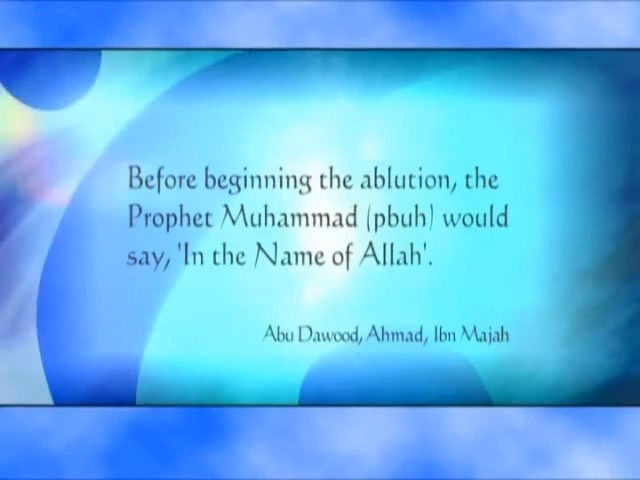 Before beginning the ablution, the
Prophet Muhammad (pbuh) would
say, 'In the Name of Allah'.
Abu Dawood, Ahmad, Ibn Majah